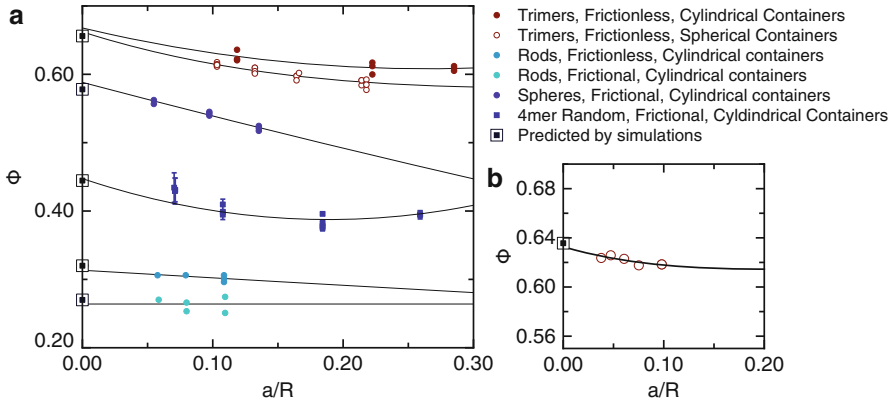 a
Trimers, Frictionless, Cylindrical Containers
Trimers, Frictionless, Spherical Containers
Rods, Frictionless, Cylindrical containers
Rods, Frictional, Cylindrical containers
Spheres, Frictional, Cylindrical containers
4mer Random, Frictional, Cyldindrical Containers
Predicted by simulations
0.60
0.40
0.20
Φ
0.00
0.10
0.20
0.30
a/R
b
0.68
0.64
0.60
0.56
Φ
0.00
0.10
0.20
a/R